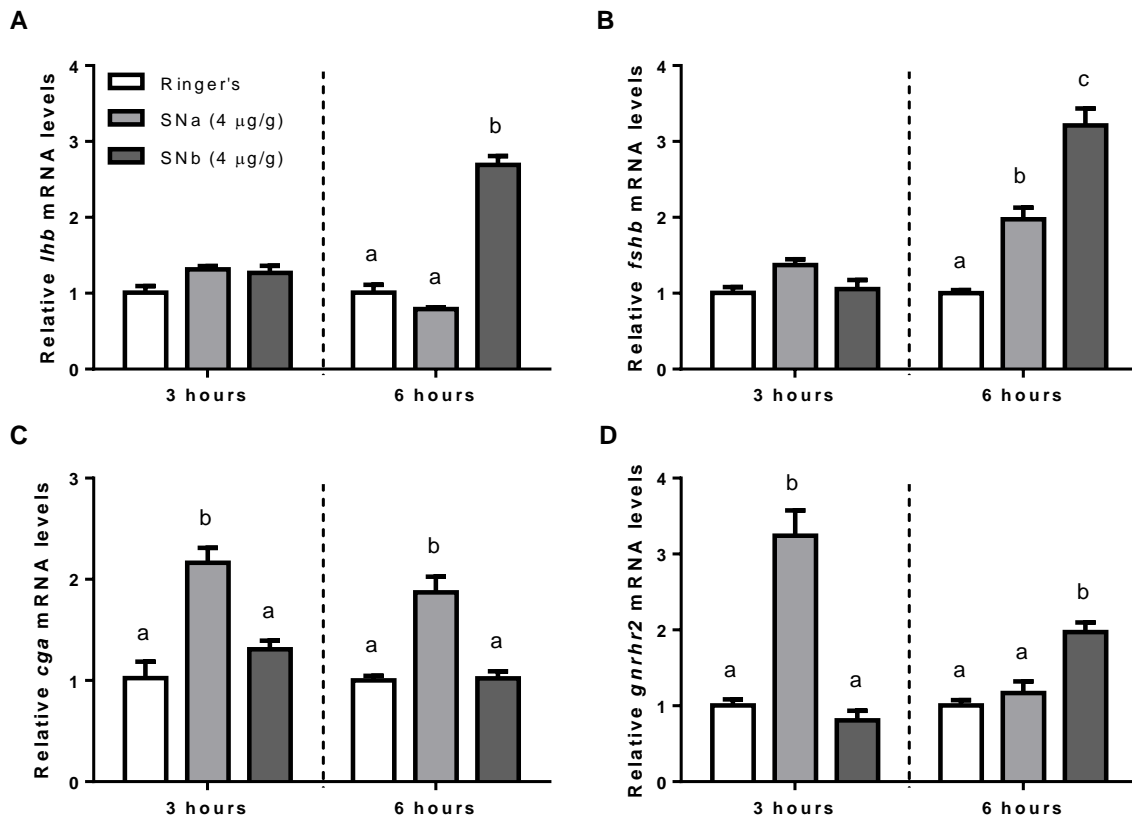 A
Relative lhb mRNA levels
4
3
2
1
0
Ringer's
SNa (4 μg/g)
SNb (4 μg/g)
a
a
b
3 hours
6 hours
B
Relative fshb mRNA levels
4
3
2
1
0
a
b
c
3 hours
6 hours
C
Relative cga mRNA levels
3
2
1
0
a
b
a
a
b
a
3 hours
6 hours
D
Relative gnrhr2 mRNA levels
4
3
2
1
0
a
b
a
a
a
b
3 hours
6 hours